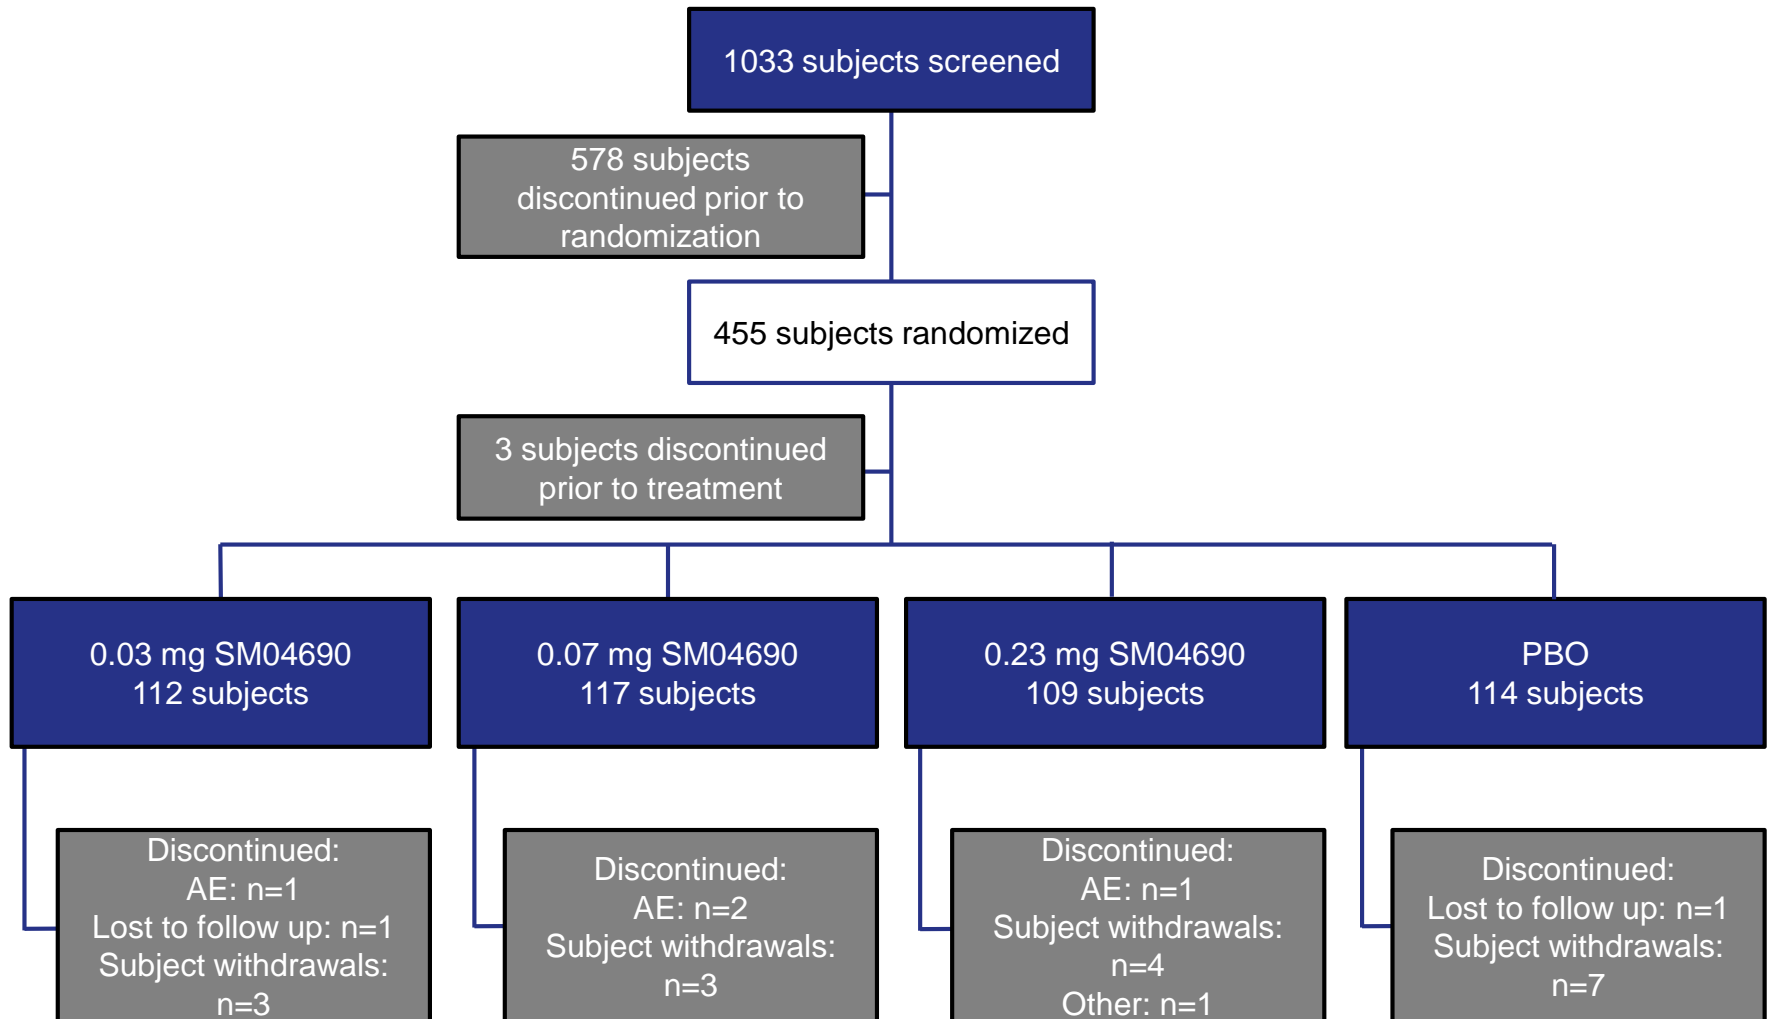 1033 subjects screened
578 subjects
discontinued prior to
randomization
455 subjects randomized
3 subjects discontinued
prior to treatment
0.03 mg SM04690
112 subjects
0.07 mg SM04690
117 subjects
0.23 mg SM04690
109 subjects
PBO
114 subjects
Discontinued:
AE: n=1
Lost to follow up: n=1
Subject withdrawals:
n=3
Discontinued:
AE: n=2
Subject withdrawals:
n=3
Discontinued:
AE: n=1
Subject withdrawals:
n=4
Other: n=1
Discontinued:
Lost to follow up: n=1
Subject withdrawals:
n=7